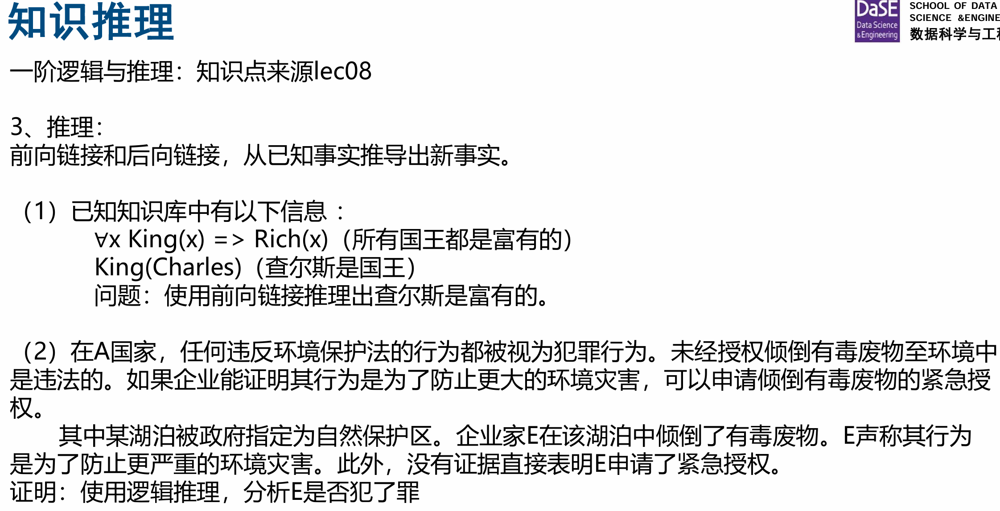 知识推理
DaSE
Data Science
& Engineering
SCHOOL OF DATA
SCIENCE &ENGINE
数据科学与工
一阶逻辑与推理：知识点来源lec08
3、推理：
前向链接和后向链接，从已知事实推导出新事实。
（1）已知知识库中有以下信息 ：
∀x King(x) => Rich(x)（所有国王都是富有的）
King(Charles)（查尔斯是国王）
问题：使用前向链接推理出查尔斯是富有的。
（2）在A国家，任何违反环境保护法的行为都被视为犯罪行为。未经授权倾倒有毒废物至环境中
是违法的。如果企业能证明其行为是为了防止更大的环境灾害，可以申请倾倒有毒废物的紧急授
权。
其中某湖泊被政府指定为自然保护区。企业家E在该湖泊中倾倒了有毒废物。E声称其行为
是为了防止更严重的环境灾害。此外，没有证据直接表明E申请了紧急授权。
证明：使用逻辑推理，分析E是否犯了罪